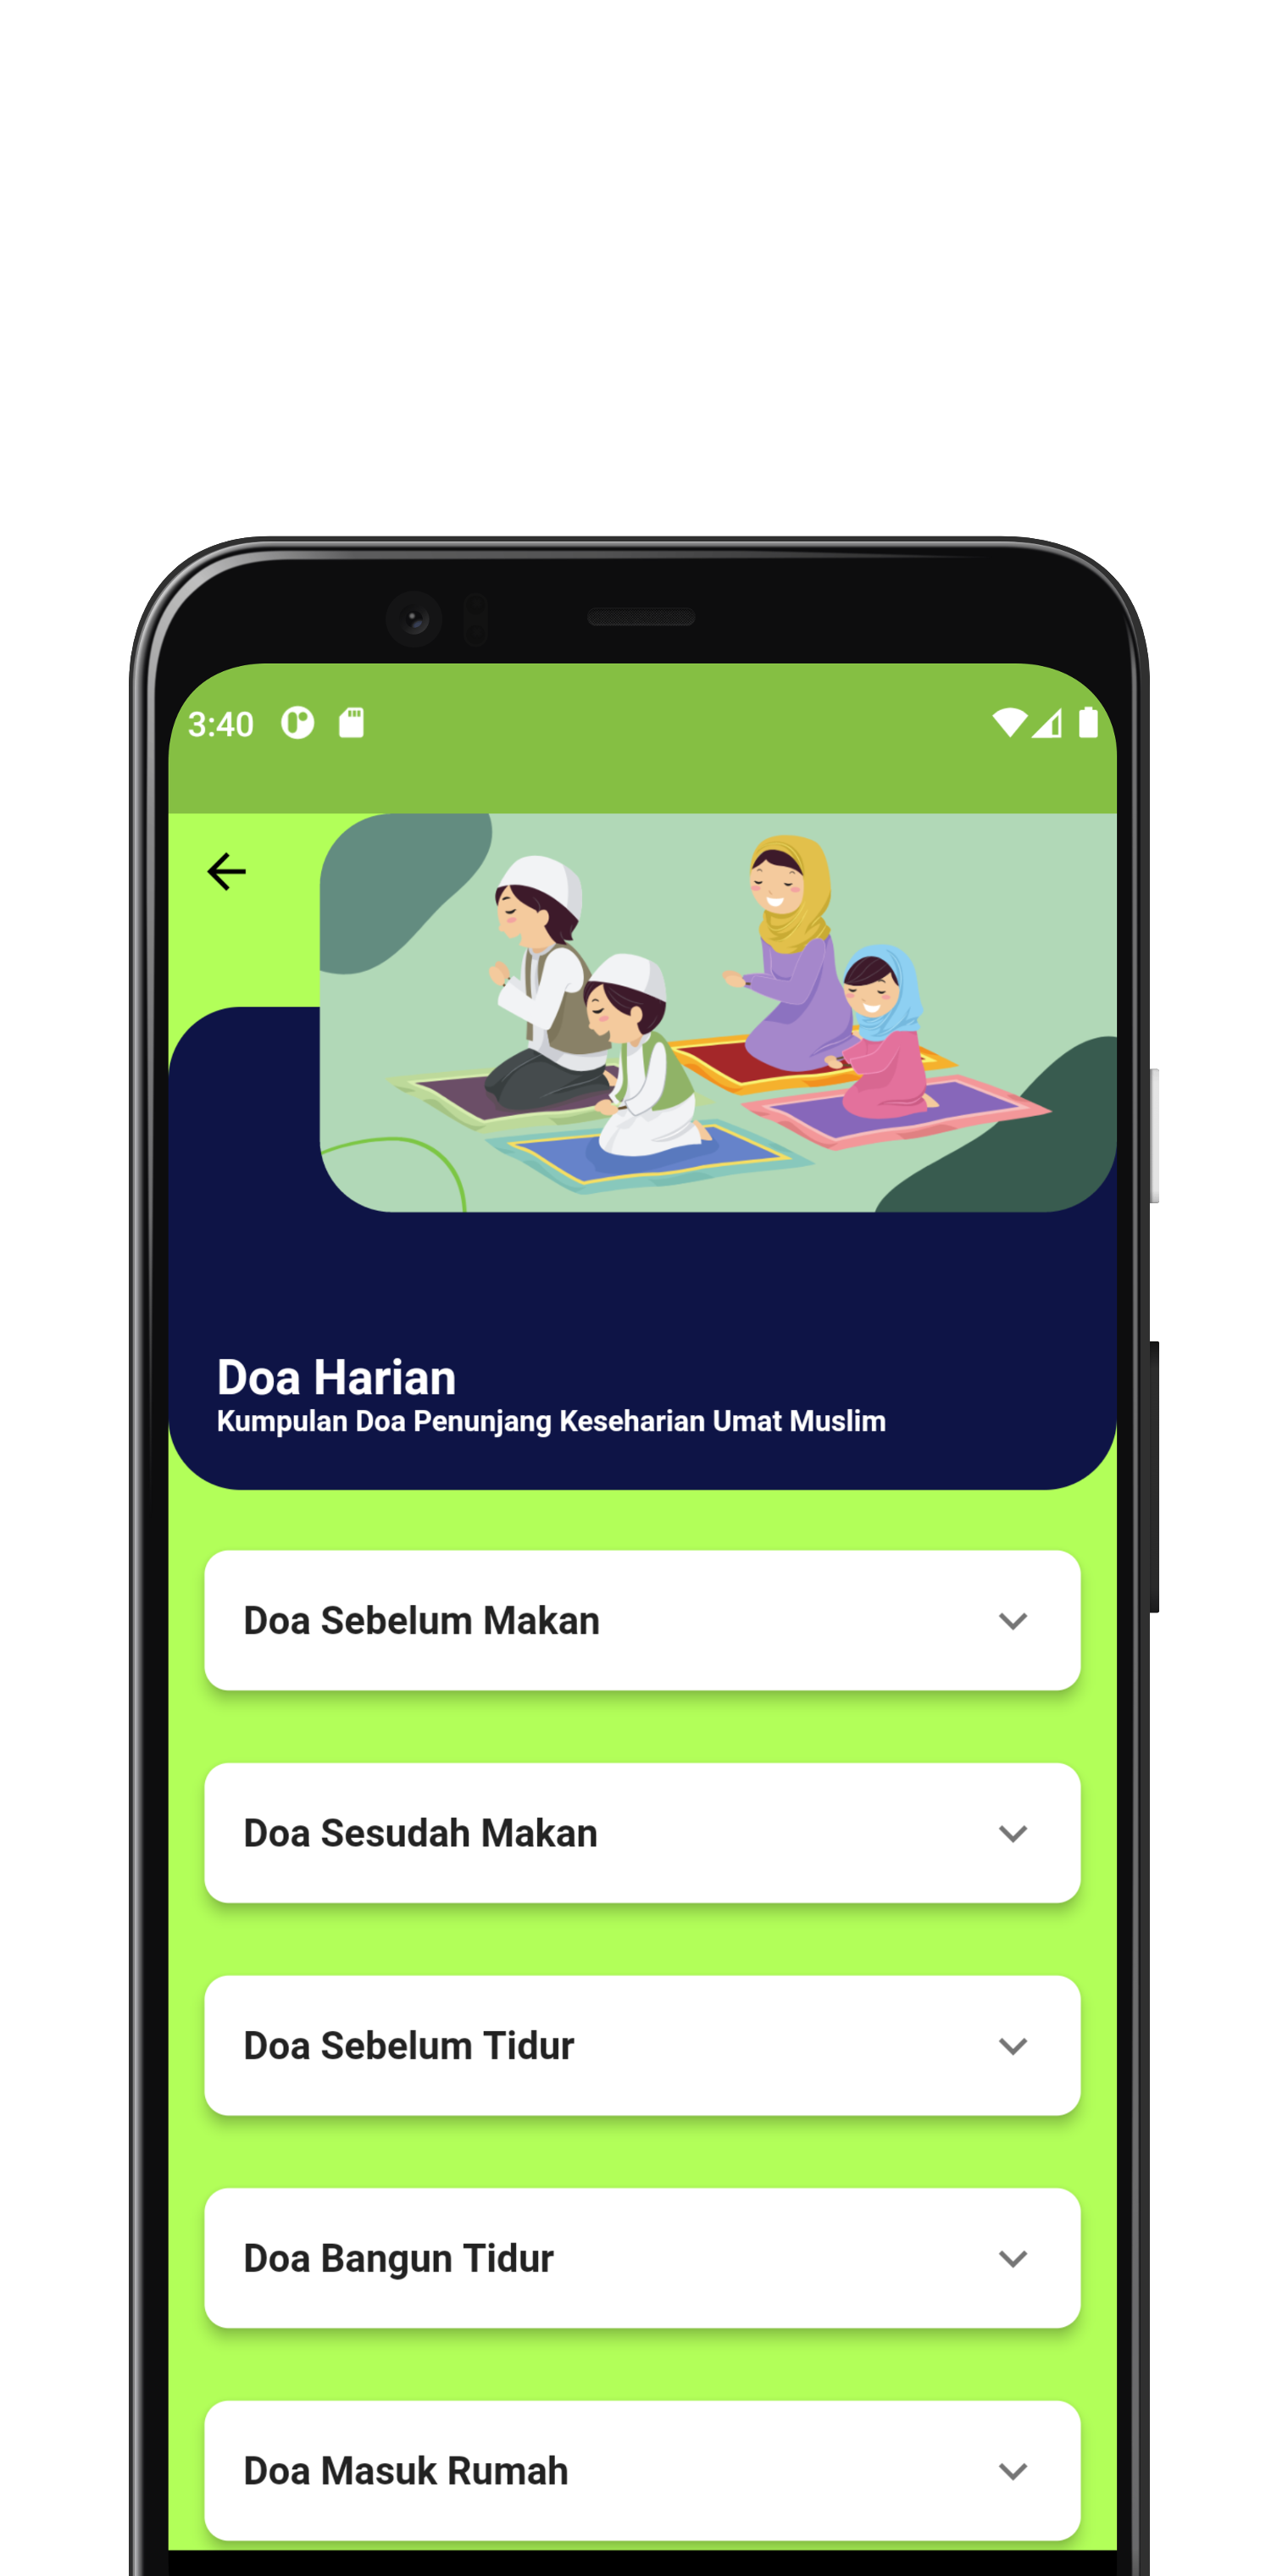 3:40
Doa Harian
Kumpulan Doa Penunjang Keseharian Umat Muslim
Doa Sebelum Makan
Doa Sesudah Makan
Doa Sebelum Tidur
Doa Bangun Tidur
Doa Masuk Rumah